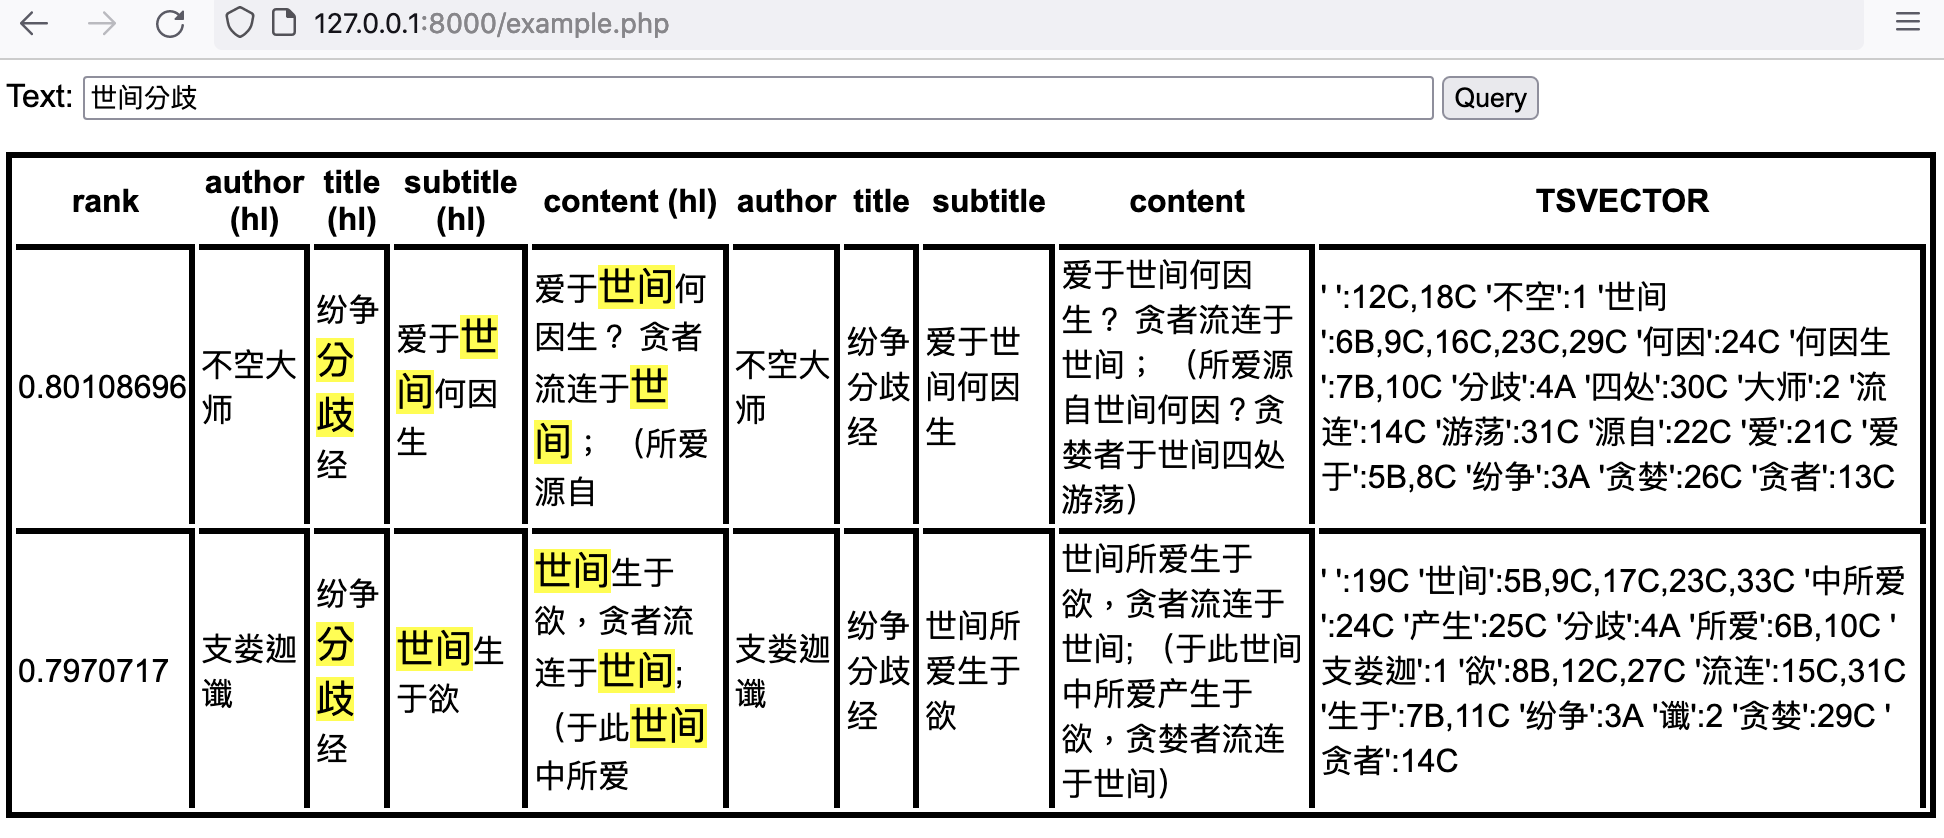 127.0.0.1:8000/example.php
Text: 世间分歧 Query
rank
author
(hl)
title
(hl)
subtitle
(hl)
content (hl)
author
title
subtitle
content
TSVECTOR
0.80108696
不空大
师
纷争
分
歧
经
爱于世
间何因
生
爱于世间何
因生？ 贪者
流连于世
间； （所爱
源自
不空大
师
纷争
分歧
经
爱于世
间何因
生
爱于世间何因
生？ 贪者流连于
世间； （所爱源
自世间何因？贪
婪者于世间四处
游荡）
' ':12C,18C '不空':1 '世间
':6B,9C,16C,23C,29C '何因':24C '何因生
':7B,10C '分歧':4A '四处':30C '大师':2 '流
连':14C '游荡':31C '源自':22C '爱':21C '爱
于':5B,8C '纷争':3A '贪婪':26C '贪者':13C
0.7970717
支娄迦
谶
纷争
分
歧
经
世间生
于欲
世间生于
欲，贪者流
连于世间;
（于此世间
中所爱
支娄迦
谶
纷争
分歧
经
世间所
爱生于
欲
世间所爱生于
欲，贪者流连于
世间; （于此世间
中所爱产生于
欲，贪婪者流连
于世间）
' ':19C '世间':5B,9C,17C,23C,33C '中所爱
':24C '产生':25C '分歧':4A '所爱':6B,10C '
支娄迦':1 '欲':8B,12C,27C '流连':15C,31C
'生于':7B,11C '纷争':3A '谶':2 '贪婪':29C '
贪者':14C